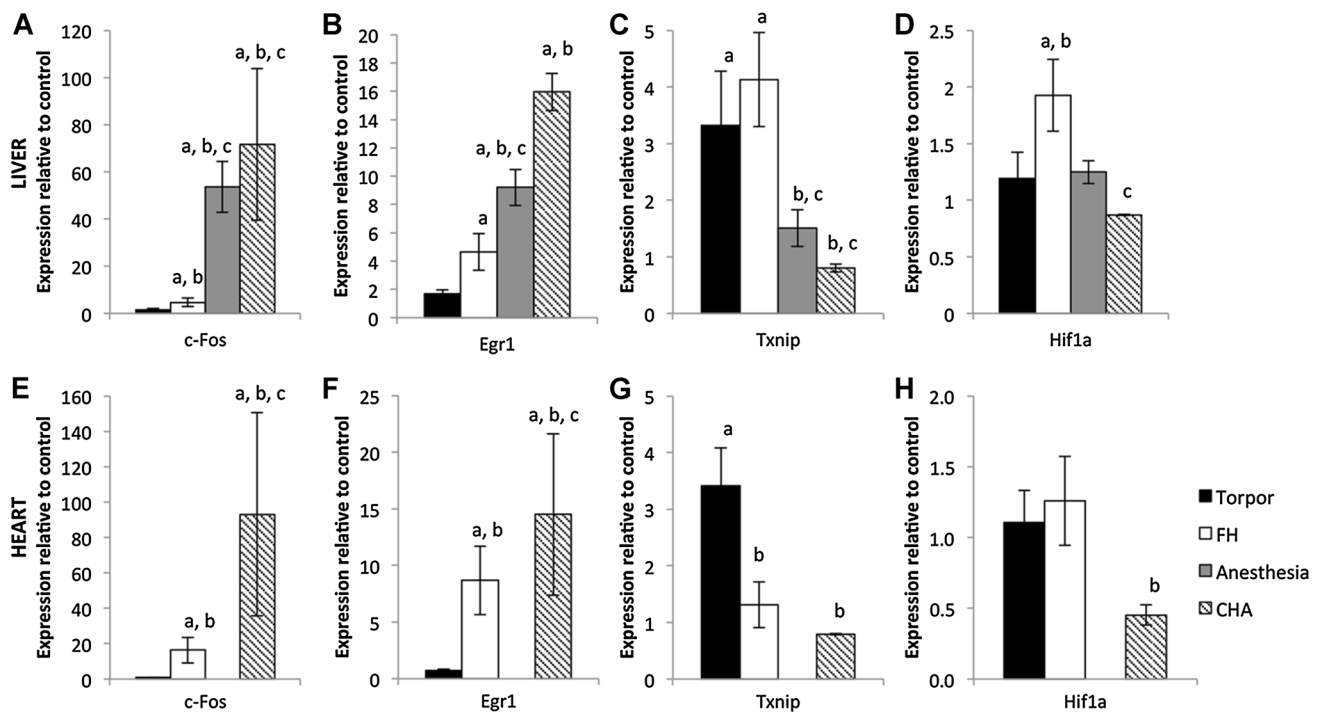 A
LIVER
Expression relative to control
120
100
80
60
40
20
0
a, b
a, b, c
a, b, c
c-Fos
B
Expression relative to control
20
18
16
14
12
10
8
6
4
2
0
a
a, b, c
a, b
Egr1
C
Expression relative to control
5
4
3
2
1
0
a
a
b, c
b, c
Txnip
D
Expression relative to control
2.5
2
1.5
1
0.5
0
a, b
c
Hif1a
E
HEART
Expression relative to control
160
140
120
100
80
60
40
20
0
a, b
a, b, c
c-Fos
F
Expression relative to control
25
20
15
10
5
0
a, b
a, b, c
Egr1
G
Expression relative to control
5
4
3
2
1
0
a
b
b
Txnip
H
Expression relative to control
2.0
1.5
1.0
0.5
0.0
b
Hif1a
Torpor
FH
Anesthesia
CHA